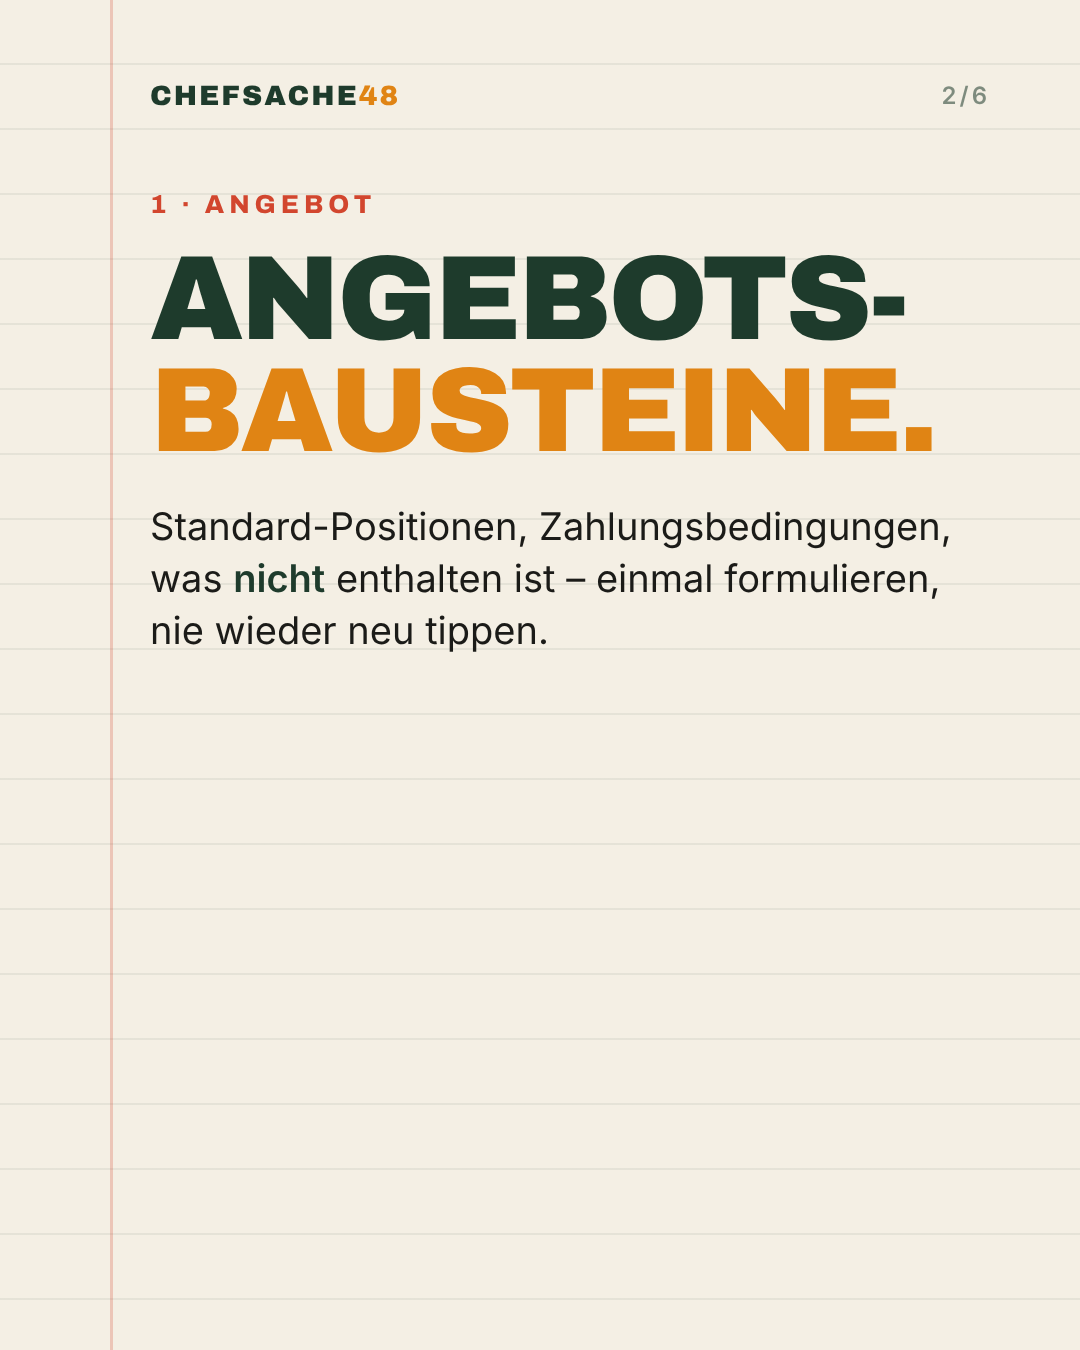 CHEFSACHE48
2/6
1 · ANGEBOT
ANGEBOTS-
BAUSTEINE.
Standard-Positionen, Zahlungsbedingungen,
was nicht enthalten ist – einmal formulieren,
nie wieder neu tippen.